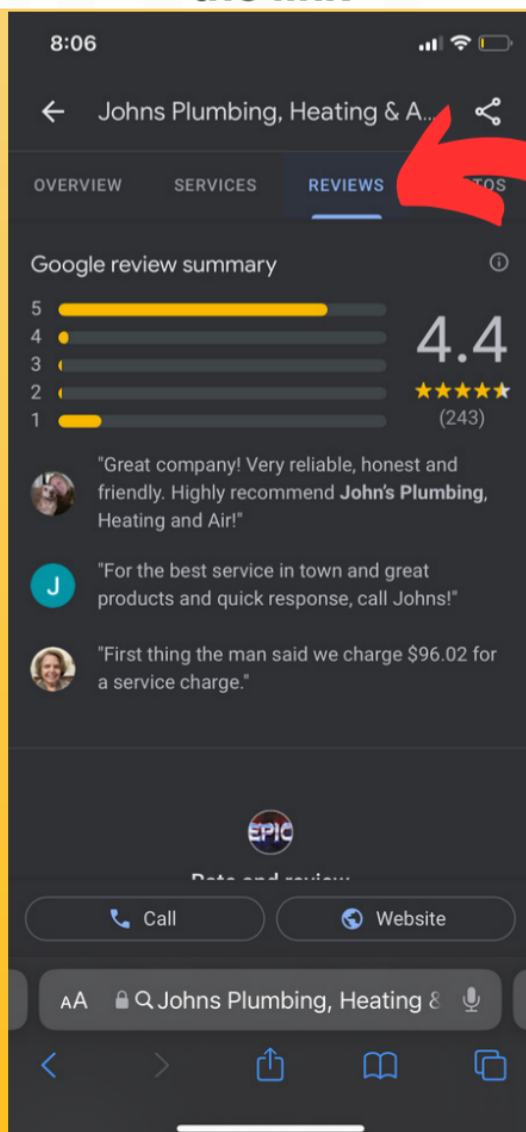 8:06
Johns Plumbing, Heating & A...
OVERVIEW SERVICES REVIEWS
Google review summary
5
4
3
2
1
4.4
(243)
"Great company! Very reliable, honest and
friendly. Highly recommend John's Plumbing,
Heating and Air!"
J
"For the best service in town and great
products and quick response, call Johns!"
"First thing the man said we charge $96.02 for
a service charge."
EPIC
Rate and review
Call
Website
AA Johns Plumbing, Heating &